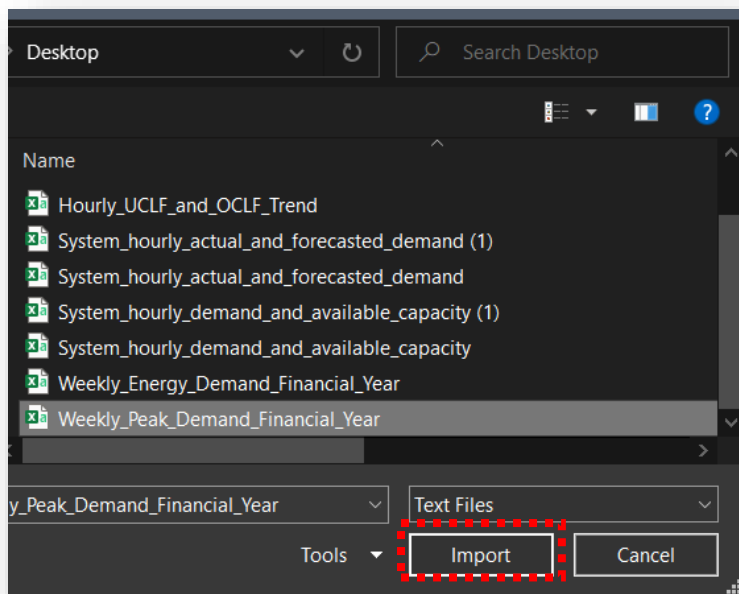 Desktop
Search Desktop
?
Name
Hourly_UCLF_and_OCLF_Trend
System_hourly_actual_and_forecasted_demand (1)
System_hourly_actual_and_forecasted_demand
System_hourly_demand_and_available_capacity (1)
System_hourly_demand_and_available_capacity
Weekly_Energy_Demand_Financial_Year
Weekly_Peak_Demand_Financial_Year
y_Peak_Demand_Financial_Year
Text Files
Tools
Import
Cancel